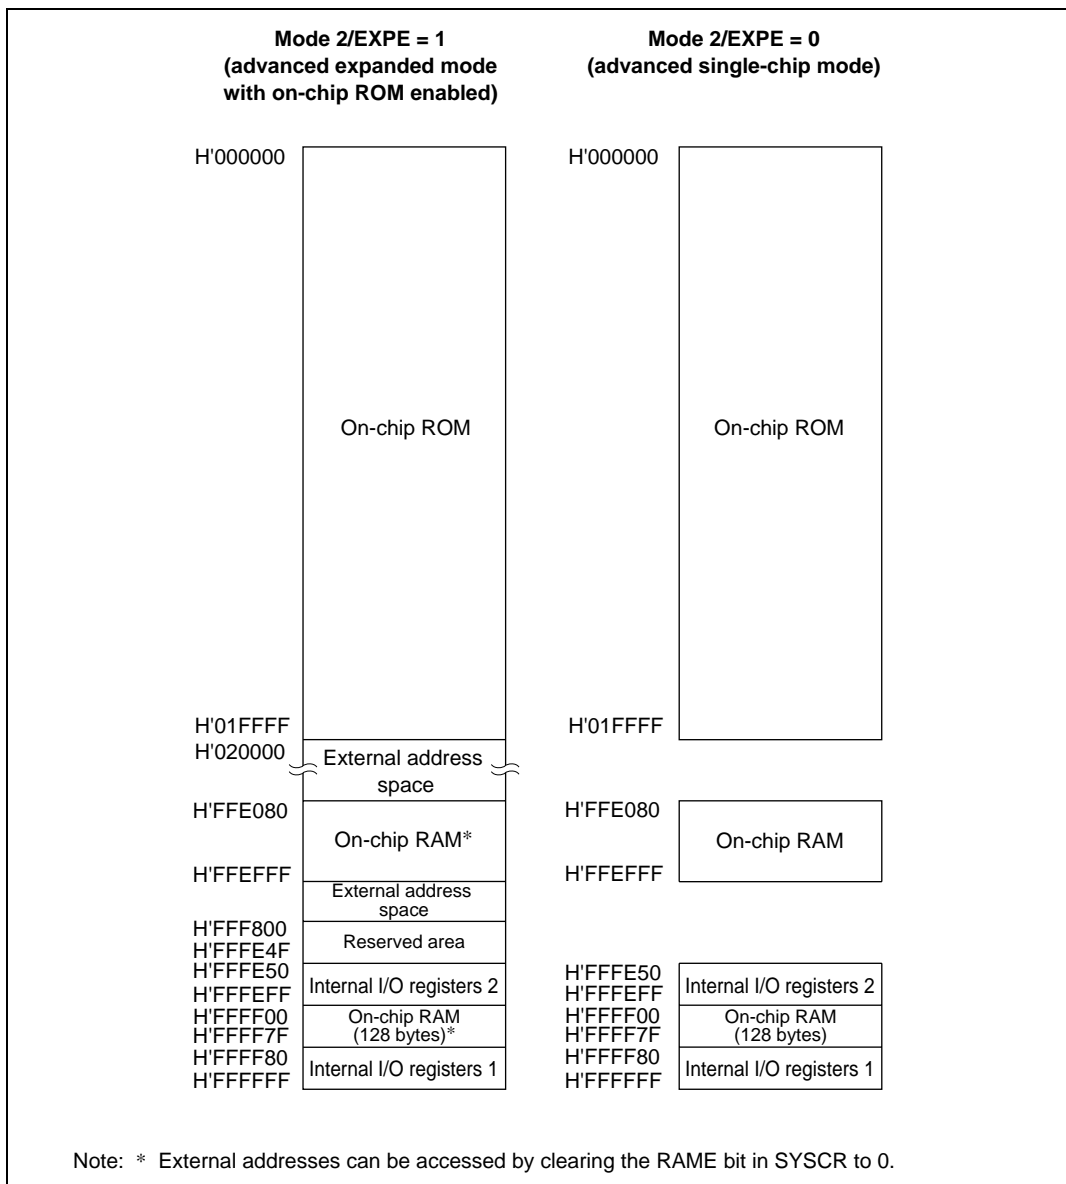 Mode 2/EXPE = 1
(advanced expanded mode
with on-chip ROM enabled)
Mode 2/EXPE = 0
(advanced single-chip mode)
H'000000
On-chip ROM
H'01FFFF
H'020000
External address
space
H'FFE080
On-chip RAM*
H'FFEFFF
External address
space
H'FFF800
Reserved area
H'FFFE4F
H'FFFE50
Internal I/O registers 2
H'FFFEFF
H'FFFF00
On-chip RAM
(128 bytes)*
H'FFFF7F
H'FFFF80
Internal I/O registers 1
H'FFFFFF
H'000000
On-chip ROM
H'01FFFF
H'FFE080
On-chip RAM
H'FFEFFF
H'FFFE50
Internal I/O registers 2
H'FFFEFF
H'FFFF00
On-chip RAM
(128 bytes)
H'FFFF7F
H'FFFF80
Internal I/O registers 1
H'FFFFFF
Note: * External addresses can be accessed by clearing the RAME bit in SYSCR to 0.